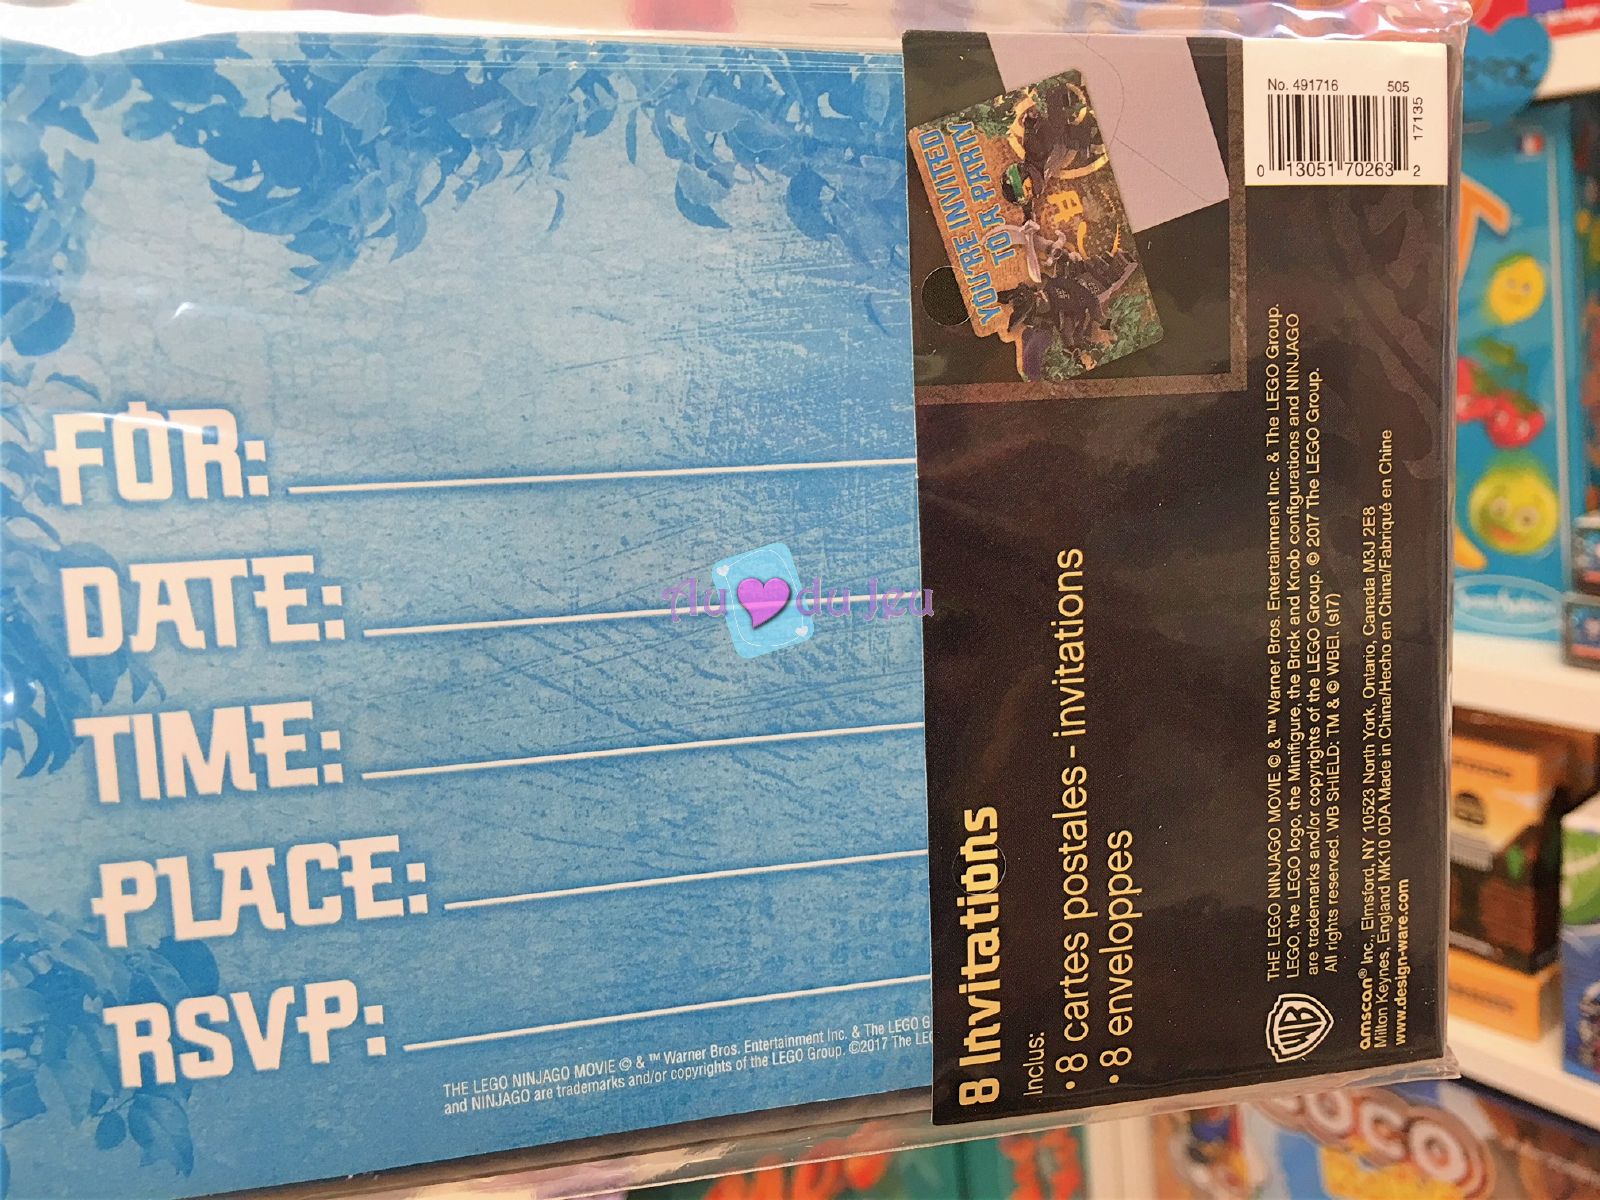 FOR:
DATE:
TIME:
PLACE:
RSVP:
THE LEGO NINJAGO MOVIE © & ™ Warner Bros. Entertainment Inc. & The LEGO G
and NINJAGO are trademarks and/or copyrights of the LEGO Group. ©2017 The LE
Au du Jeu
No. 491716 505
0 13051 70263 2
17135
YOU'RE INVITED
TO A PARTY
8 Invitations
Inclus:
• 8 cartes postales - invitations
• 8 enveloppes
WB
THE LEGO NINJAGO MOVIE © & ™ Warner Bros. Entertainment Inc. & The LEGO Group.
LEGO, the LEGO logo, the Minifigure, the Brick and Knob configurations and NINJAGO
are trademarks and/or copyrights of the LEGO Group. © 2017 The LEGO Group.
All rights reserved. WB SHIELD: TM & © WBEI. (s17)
amscan® Inc., Elmsford, NY 10523 North York, Ontario, Canada M3J 2E8
Milton Keynes, England MK10 0DA Made in China/Hecho en China/Fabriqué en Chine
www.design-ware.com
COCO